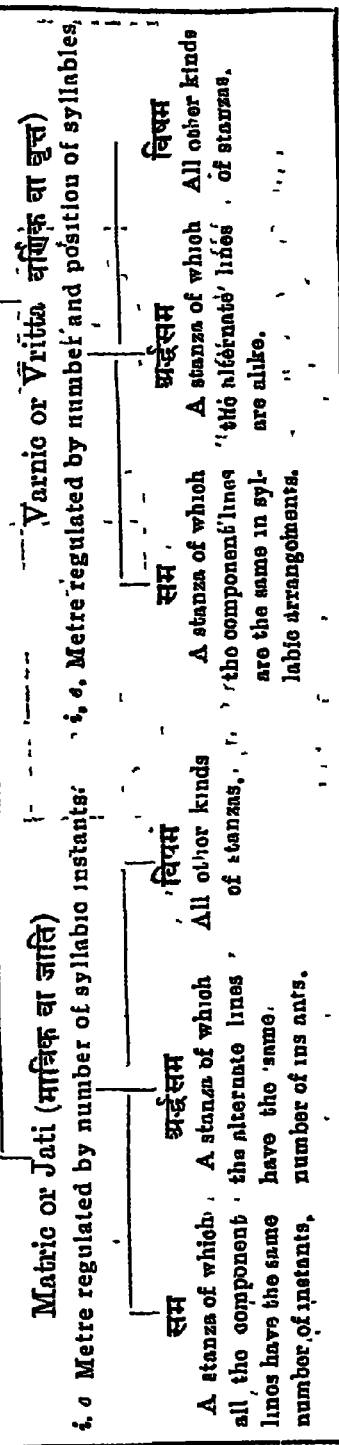 Matric or Jati (मात्रिक वा जाति)
i. e Metre regulated by number of syllabic instants.
सम
A stanza of which
all the component
lines have the same
number of instants.
अर्द्धसम
A stanza of which
the alternate lines
have the same
number of ins ants.
विषम
All other kinds
of stanzas.
Varnic or Vritta वर्णिक वा वृत्त
i. e. Metre regulated by number and position of syllables
सम
A stanza of which
the component lines
are the same in syl-
labic arrangements.
अर्द्धसम
A stanza of which
the alternate lines
are alike.
विषम
All other kinds
of stanzas.